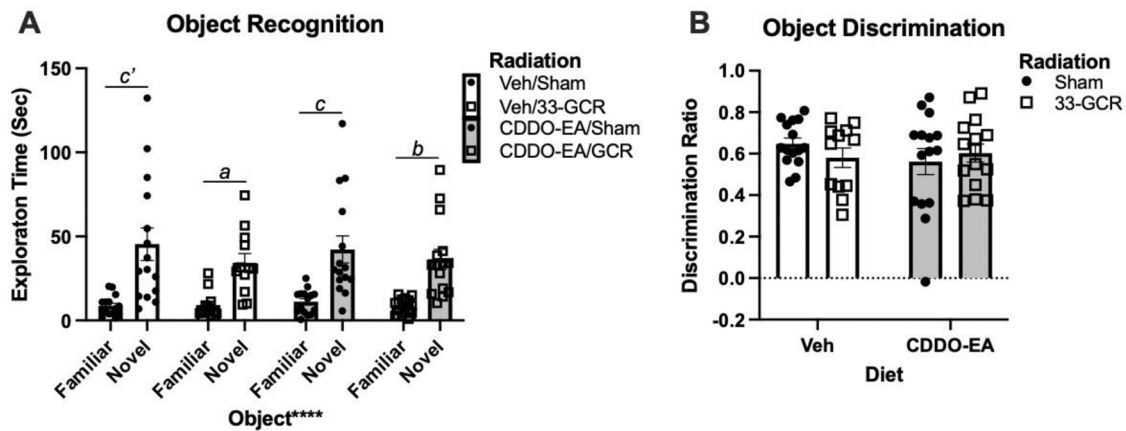 A
Object Recognition
150
100
50
0
Exploraton Time (Sec)
c'
a
c
b
Radiation
Veh/Sham
Veh/33-GCR
CDDO-EA/Sham
CDDO-EA/GCR
Familiar
Novel
Familiar
Novel
Familiar
Novel
Familiar
Novel
Object****
B
Object Discrimination
1.0
0.8
0.6
0.4
0.2
0.0
-0.2
Discrimination Ratio
Radiation
Sham
33-GCR
Veh
CDDO-EA
Diet